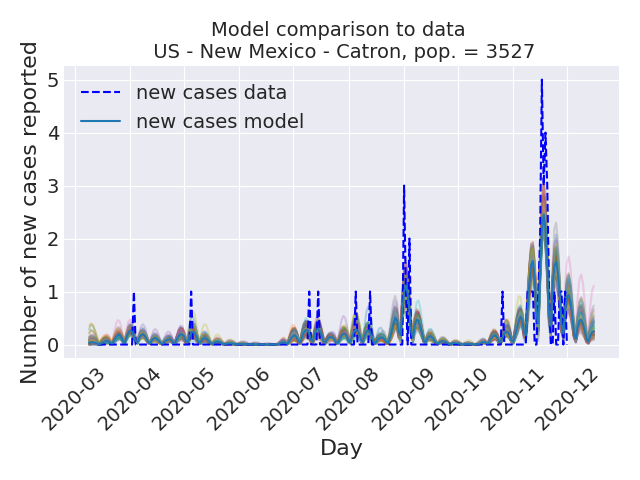 Model comparison to data
US - New Mexico - Catron, pop. = 3527
Number of new cases reported
5
4
3
2
1
0
new cases data
new cases model
2020-03
2020-04
2020-05
2020-06
2020-07
2020-08
2020-09
2020-10
2020-11
2020-12
Day